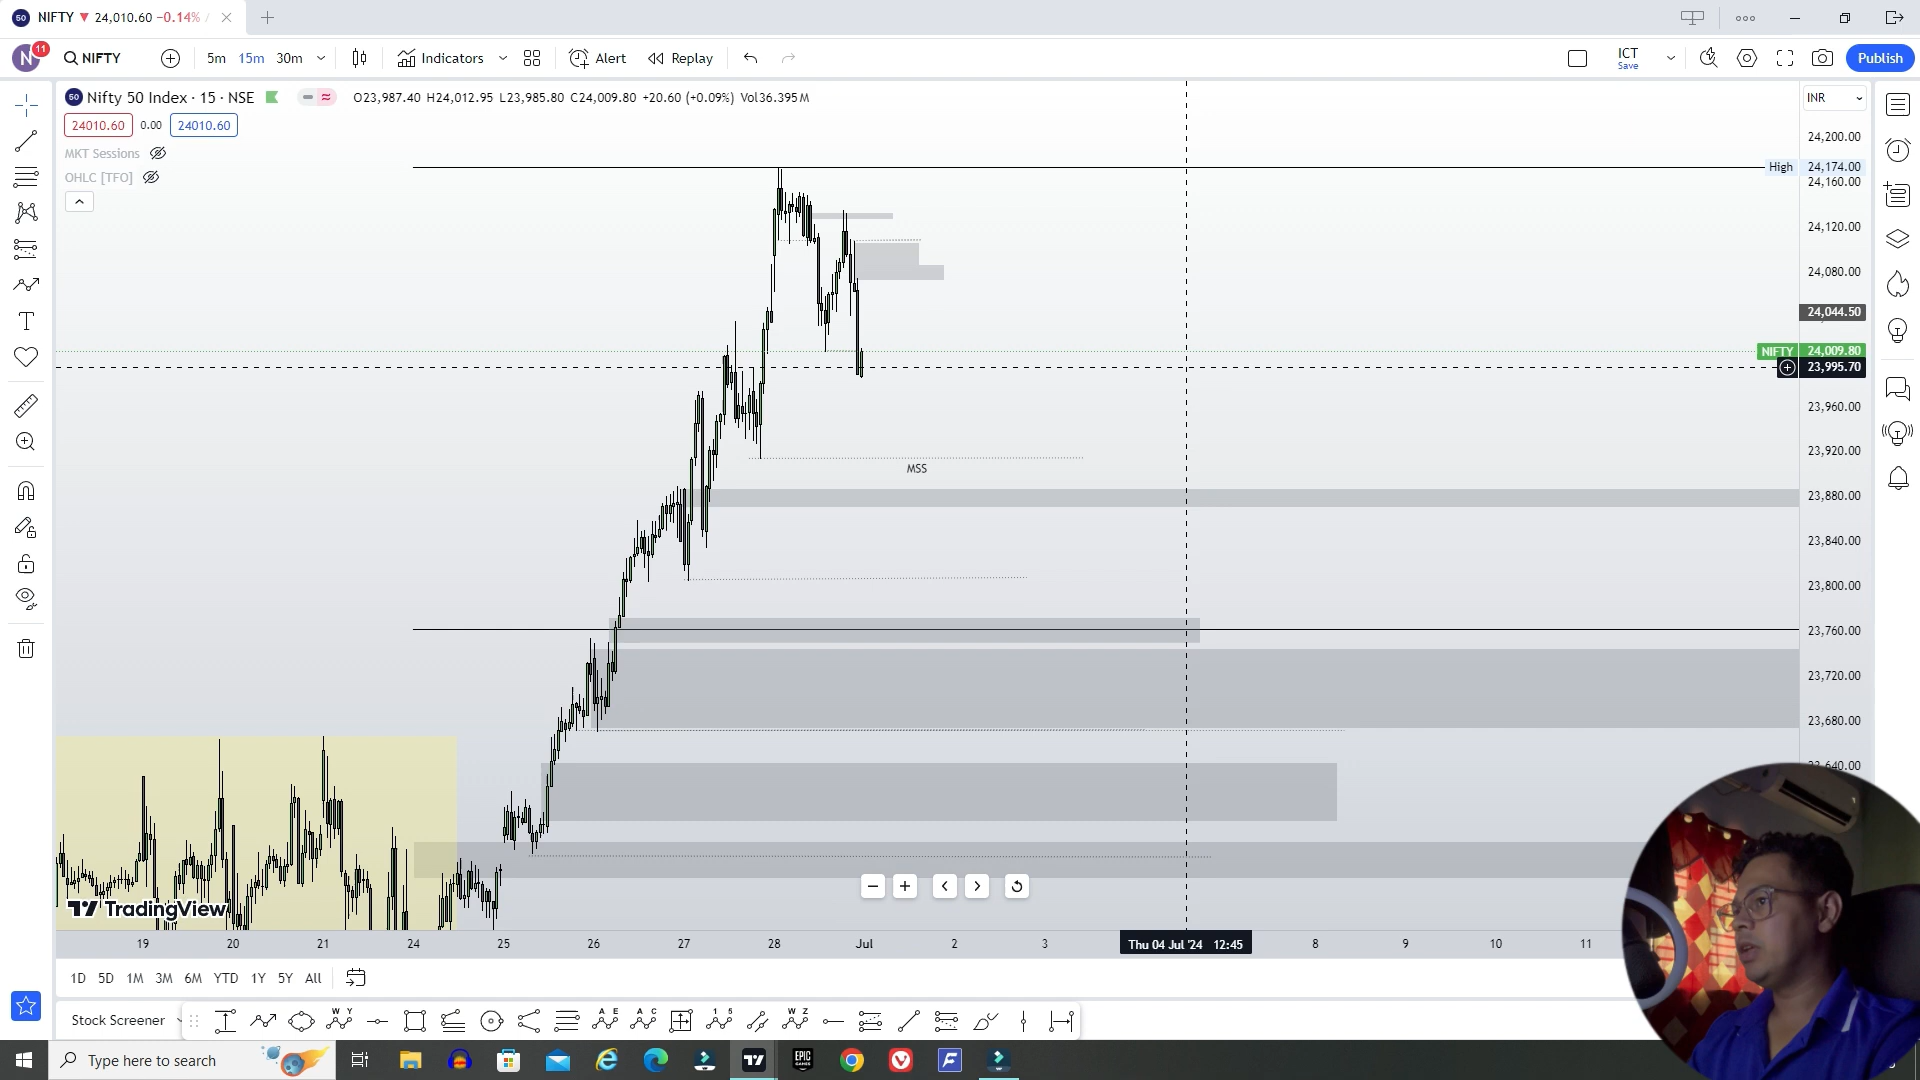 NIFTY ▼ 24,010.60 −0.14% /
N 11 NIFTY 5m 15m 30m Indicators Alert Replay ICT Save Publish
50 Nifty 50 Index · 15 · NSE O23,987.40 H24,012.95 L23,985.80 C24,009.80 +20.60 (+0.09%) Vol36.395 M
INR
24010.60 0.00 24010.60
MKT Sessions
OHLC [TFO]
24,200.00
High 24,174.00
24,160.00
24,120.00
24,080.00
24,044.50
NIFTY 24,009.80
23,995.70
23,960.00
23,920.00
MSS
23,880.00
23,840.00
23,800.00
23,760.00
23,720.00
23,680.00
TradingView
19 20 21 24 25 26 27 28 Jul 2 3 Thu 04 Jul '24 12:45 8 9 10 11
1D 5D 1M 3M 6M YTD 1Y 5Y All
Stock Screener
Type here to search